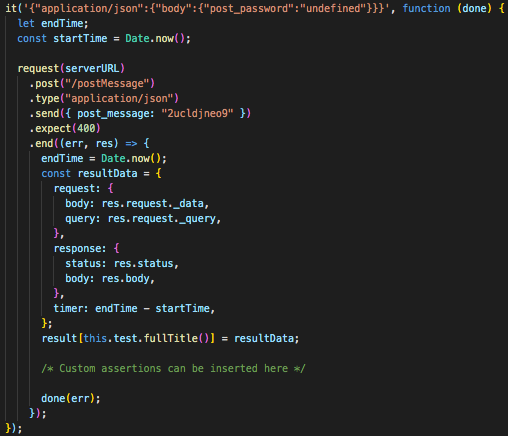 it('{"application/json":{"body":{"post_password":"undefined"}}}', function (done) {
  let endTime;
  const startTime = Date.now();

  request(serverURL)
    .post("/postMessage")
    .type("application/json")
    .send({ post_message: "2ucldjneo9" })
    .expect(400)
    .end((err, res) => {
      endTime = Date.now();
      const resultData = {
        request: {
          body: res.request._data,
          query: res.request._query,
        },
        response: {
          status: res.status,
          body: res.body,
        },
        timer: endTime - startTime,
      };
      result[this.test.fullTitle()] = resultData;

      /* Custom assertions can be inserted here */

      done(err);
    });
});